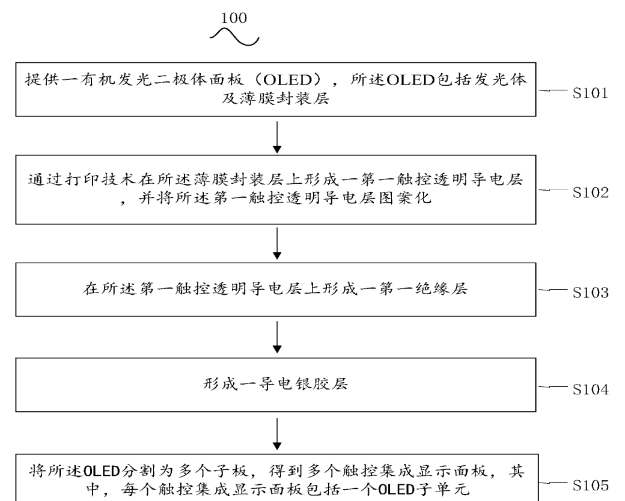 100
提供一有机发光二极体面板（OLED），所述OLED包括发光体
及薄膜封装层
S101
通过打印技术在所述薄膜封装层上形成一第一触控透明导电层
，并将所述第一触控透明导电层图案化
S102
在所述第一触控透明导电层上形成一第一绝缘层
S103
形成一导电银胶层
S104
将所述OLED分割为多个子板，得到多个触控集成显示面板，其
中，每个触控集成显示面板包括一个OLED子单元
S105